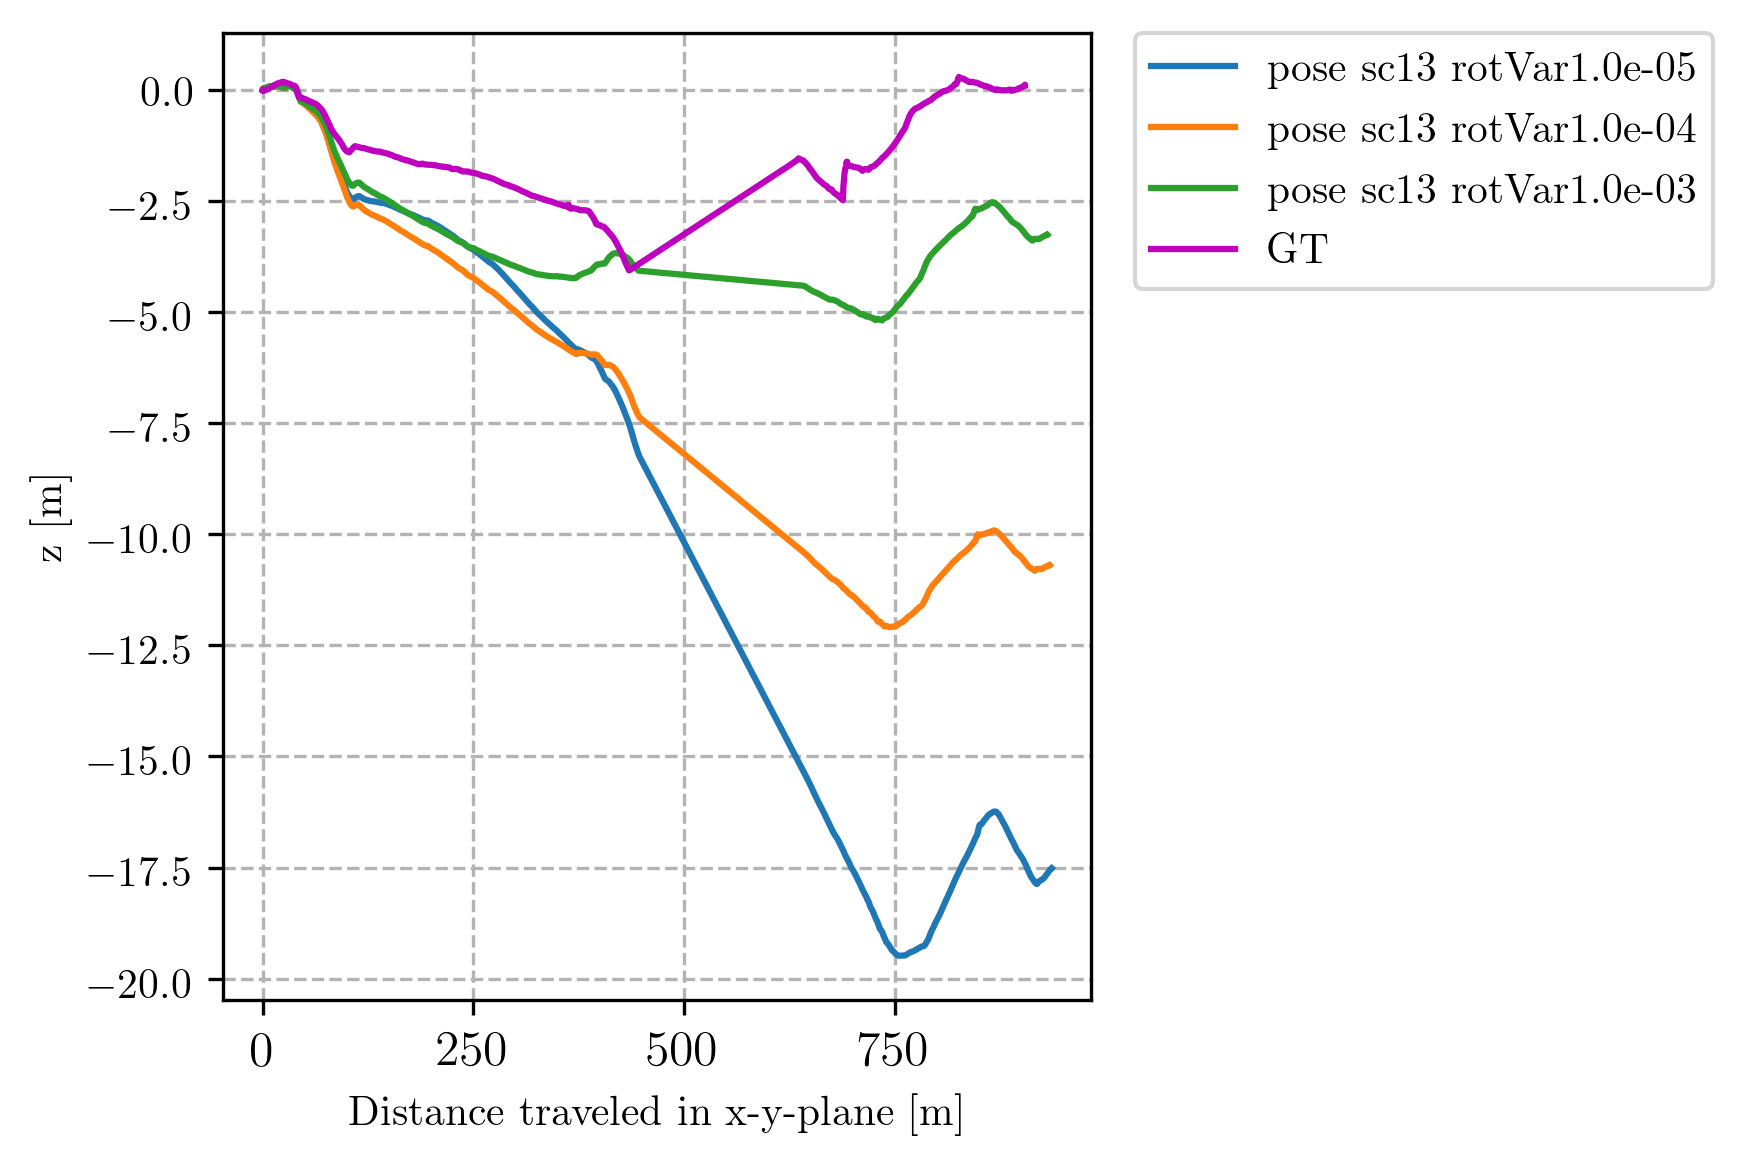 pose sc13 rotVar1.0e-05
pose sc13 rotVar1.0e-04
pose sc13 rotVar1.0e-03
GT
0.0
−2.5
−5.0
−7.5
−10.0
−12.5
−15.0
−17.5
−20.0
z [m]
0 250 500 750
Distance traveled in x-y-plane [m]